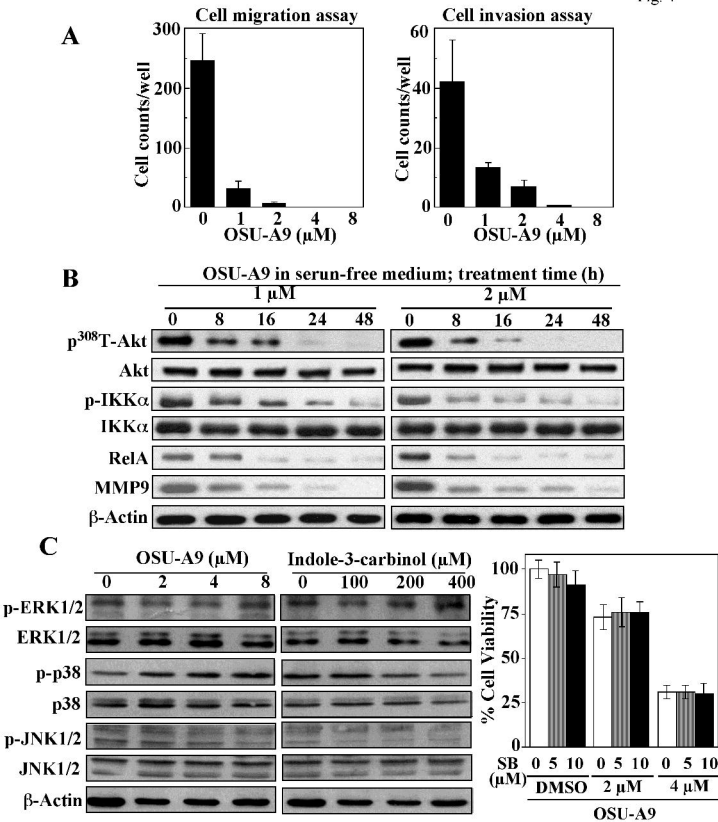 A
Cell migration assay
Cell invasion assay
Cell counts/well
300
200
100
0
0 1 2 4 8
OSU-A9 (µM)
Cell counts/well
60
40
20
0
0 1 2 4 8
OSU-A9 (µM)
B
OSU-A9 in serun-free medium; treatment time (h)
1 µM 2 µM
0 8 16 24 48 0 8 16 24 48
p308T-Akt
Akt
p-IKKα
IKKα
RelA
MMP9
β-Actin
C
OSU-A9 (µM) Indole-3-carbinol (µM)
0 2 4 8 0 100 200 400
p-ERK1/2
ERK1/2
p-p38
p38
p-JNK1/2
JNK1/2
β-Actin
% Cell Viability
100
75
50
25
0
SB 0 5 10 0 5 10 0 5 10
(µM)
DMSO 2 µM 4 µM
OSU-A9